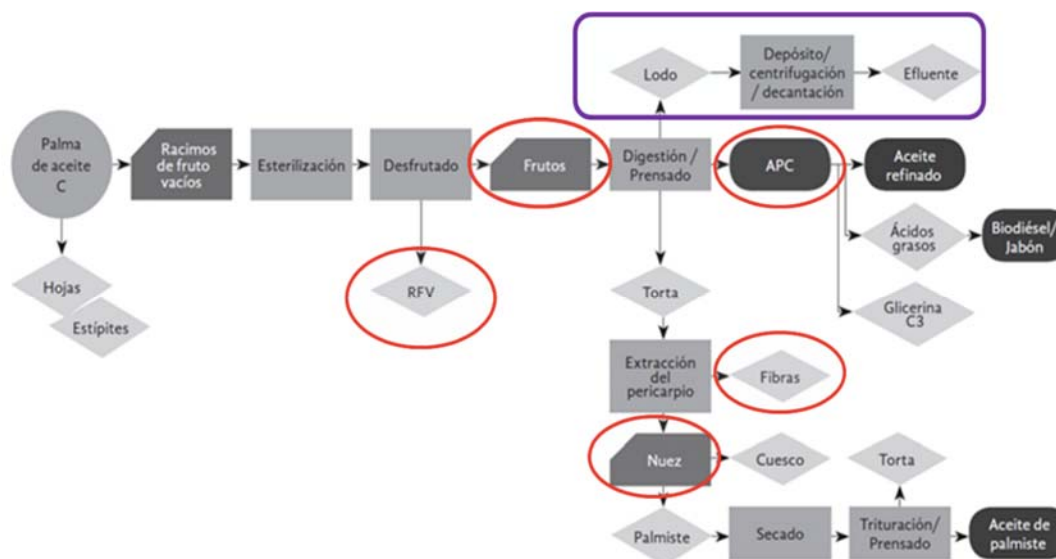 Lodo
Depósito/
centrifugación
/ decantación
Efluente
Palma
de aceite
C
Racimos
de fruto
vacíos
Esterilización
Desfrutado
Frutos
Digestión /
Prensado
APC
Aceite
refinado
Ácidos
grasos
Biodiésel/
Jabón
Hojas
Estípites
RFV
Torta
Glicerina
C3
Extracción
del
pericarpio
Fibras
Nuez
Cuesco
Torta
Palmiste
Secado
Trituración/
Prensado
Aceite de
palmiste